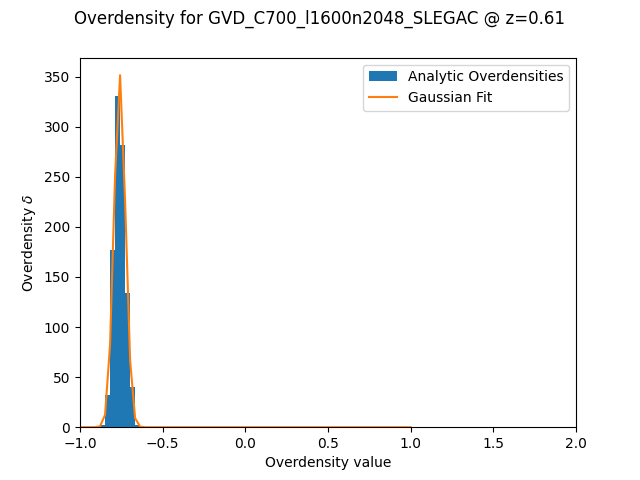 Overdensity for GVD_C700_l1600n2048_SLEGAC @ z=0.61
Analytic Overdensities
Gaussian Fit
Overdensity δ
350
300
250
200
150
100
50
0
−1.0 −0.5 0.0 0.5 1.0 1.5 2.0
Overdensity value